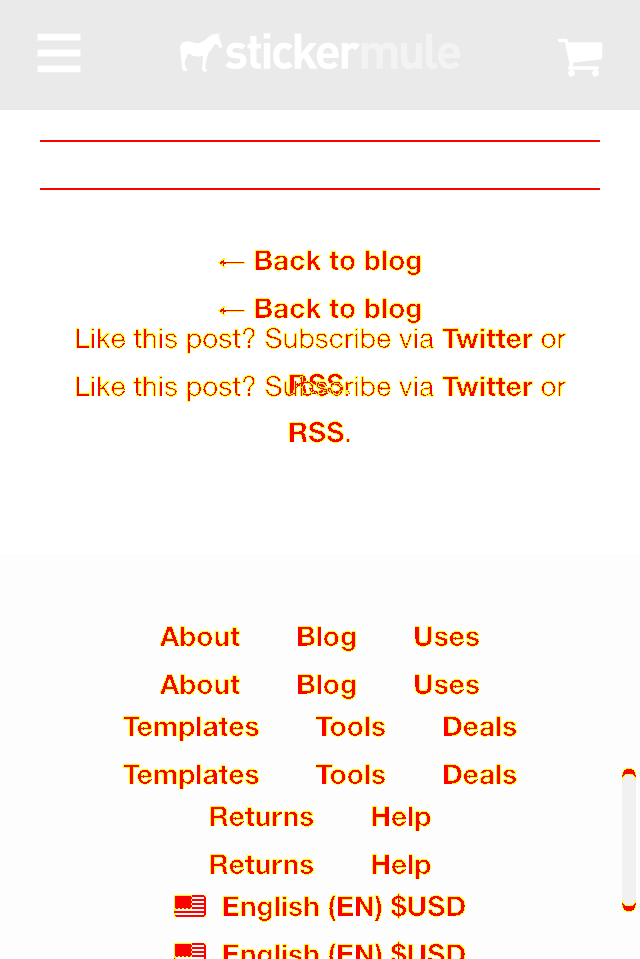 stickermule
← Back to blog
← Back to blog
Like this post? Subscribe via Twitter or
RSS.
Like this post? Subscribe via Twitter or
RSS.
About Blog Uses
About Blog Uses
Templates Tools Deals
Templates Tools Deals
Returns Help
Returns Help
English (EN) $USD
English (EN) $USD